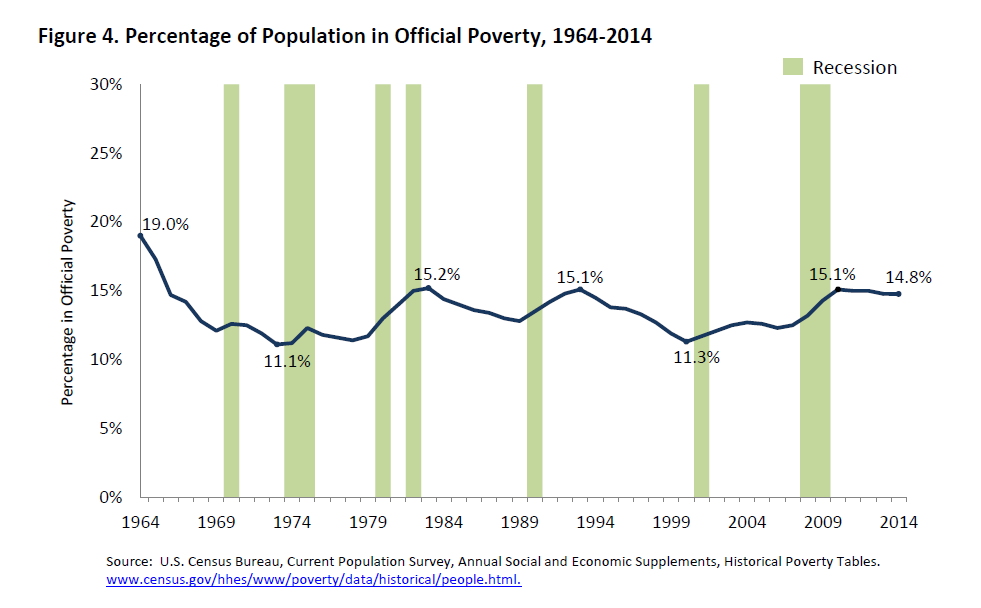 Figure 4. Percentage of Population in Official Poverty, 1964-2014
Recession
Percentage in Official Poverty
30%
25%
20%
15%
10%
5%
0%
19.0%
11.1%
15.2%
15.1%
11.3%
15.1%
14.8%
1964 1969 1974 1979 1984 1989 1994 1999 2004 2009 2014
Source: U.S. Census Bureau, Current Population Survey, Annual Social and Economic Supplements, Historical Poverty Tables.
www.census.gov/hhes/www/poverty/data/historical/people.html.